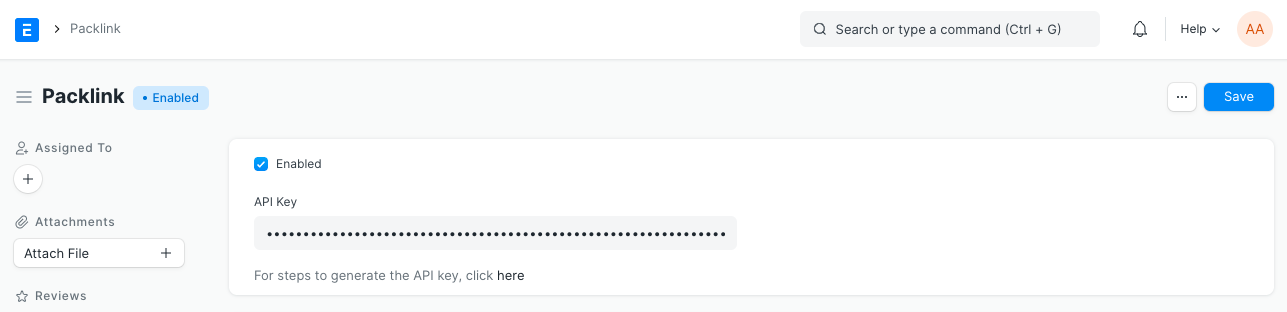 Packlink
Search or type a command (Ctrl + G)
Help
AA
Packlink
Enabled
Save
Assigned To
Attachments
Attach File
Reviews
Enabled
API Key
For steps to generate the API key, click here